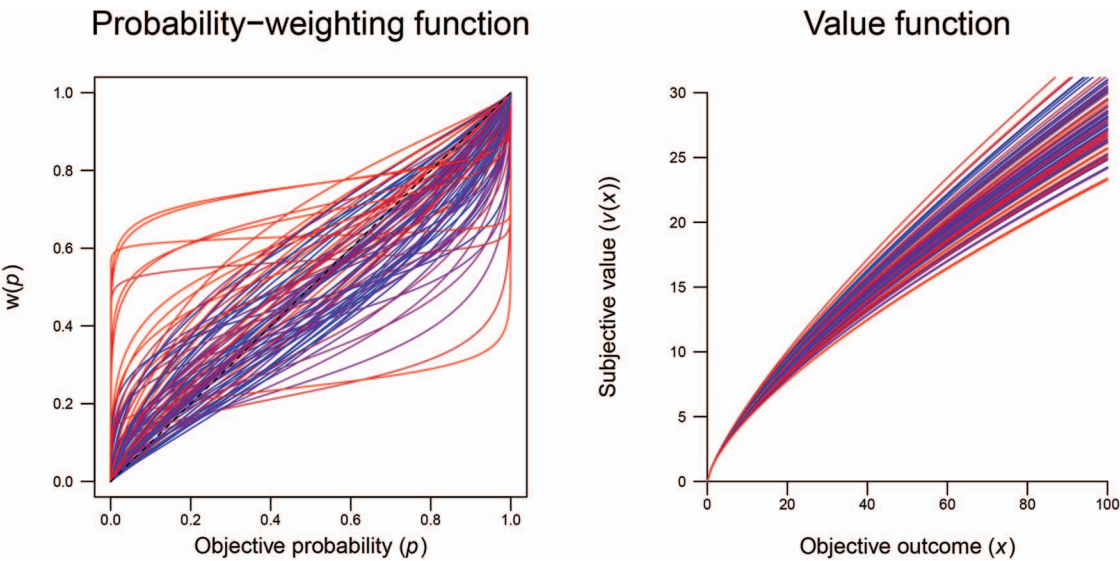 Probability−weighting function
Value function
1.0
0.8
0.6
0.4
0.2
0.0
w(p)
0.0 0.2 0.4 0.6 0.8 1.0
Objective probability (p)
30
25
20
15
10
5
0
Subjective value (v(x))
0 20 40 60 80 100
Objective outcome (x)